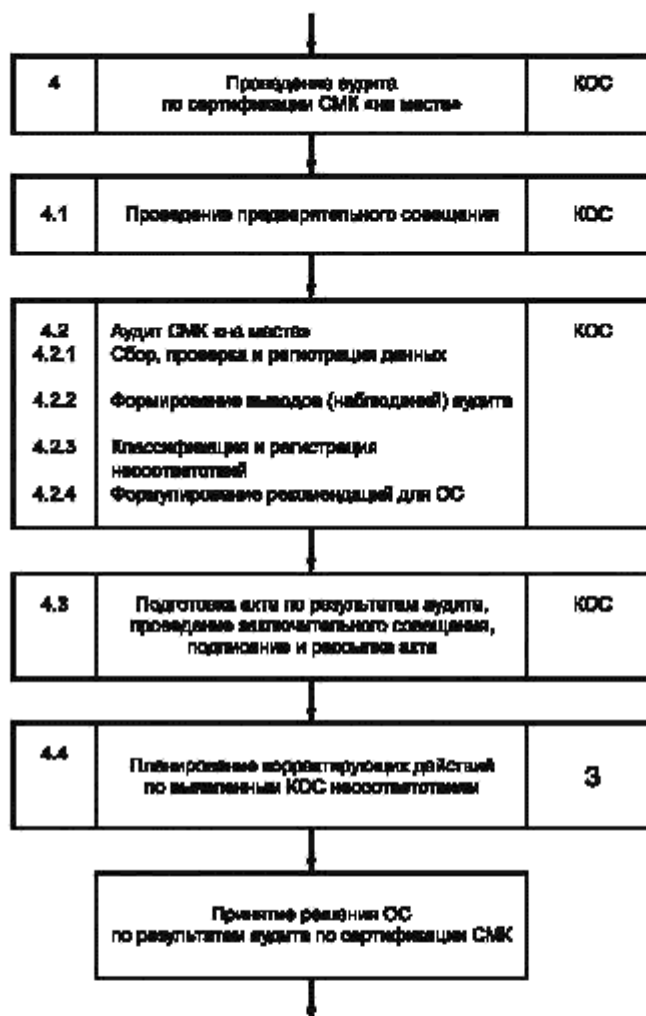 4 Проведение аудита КОС
по сертификации СМК «на месте»
4.1 Проведение предварительного совещания КОС
4.2 Аудит СМК «на месте» КОС
4.2.1 Сбор, проверка и регистрация данных
4.2.2 Формирование выводов (наблюдений) аудита
4.2.3 Классификация и регистрация
несоответствий
4.2.4 Формулирование рекомендаций для ОС
4.3 Подготовка акта по результатам аудита, КОС
проведение заключительного совещания,
подписание и рассылка акта
4.4 Планирование корректирующих действий
по выявленным КОС несоответствиям З
Принятие решения ОС
по результатам аудита по сертификации СМК